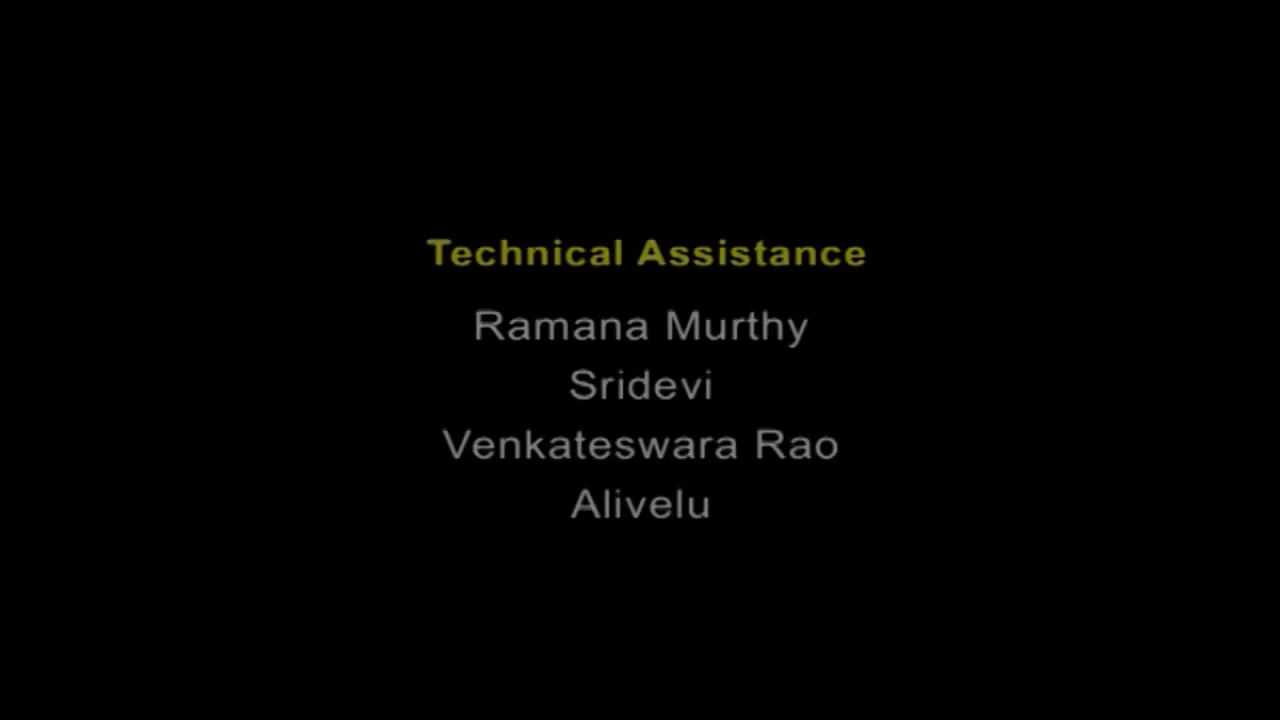 Technical Assistance
Ramana Murthy
Sridevi
Venkateswara Rao
Alivelu